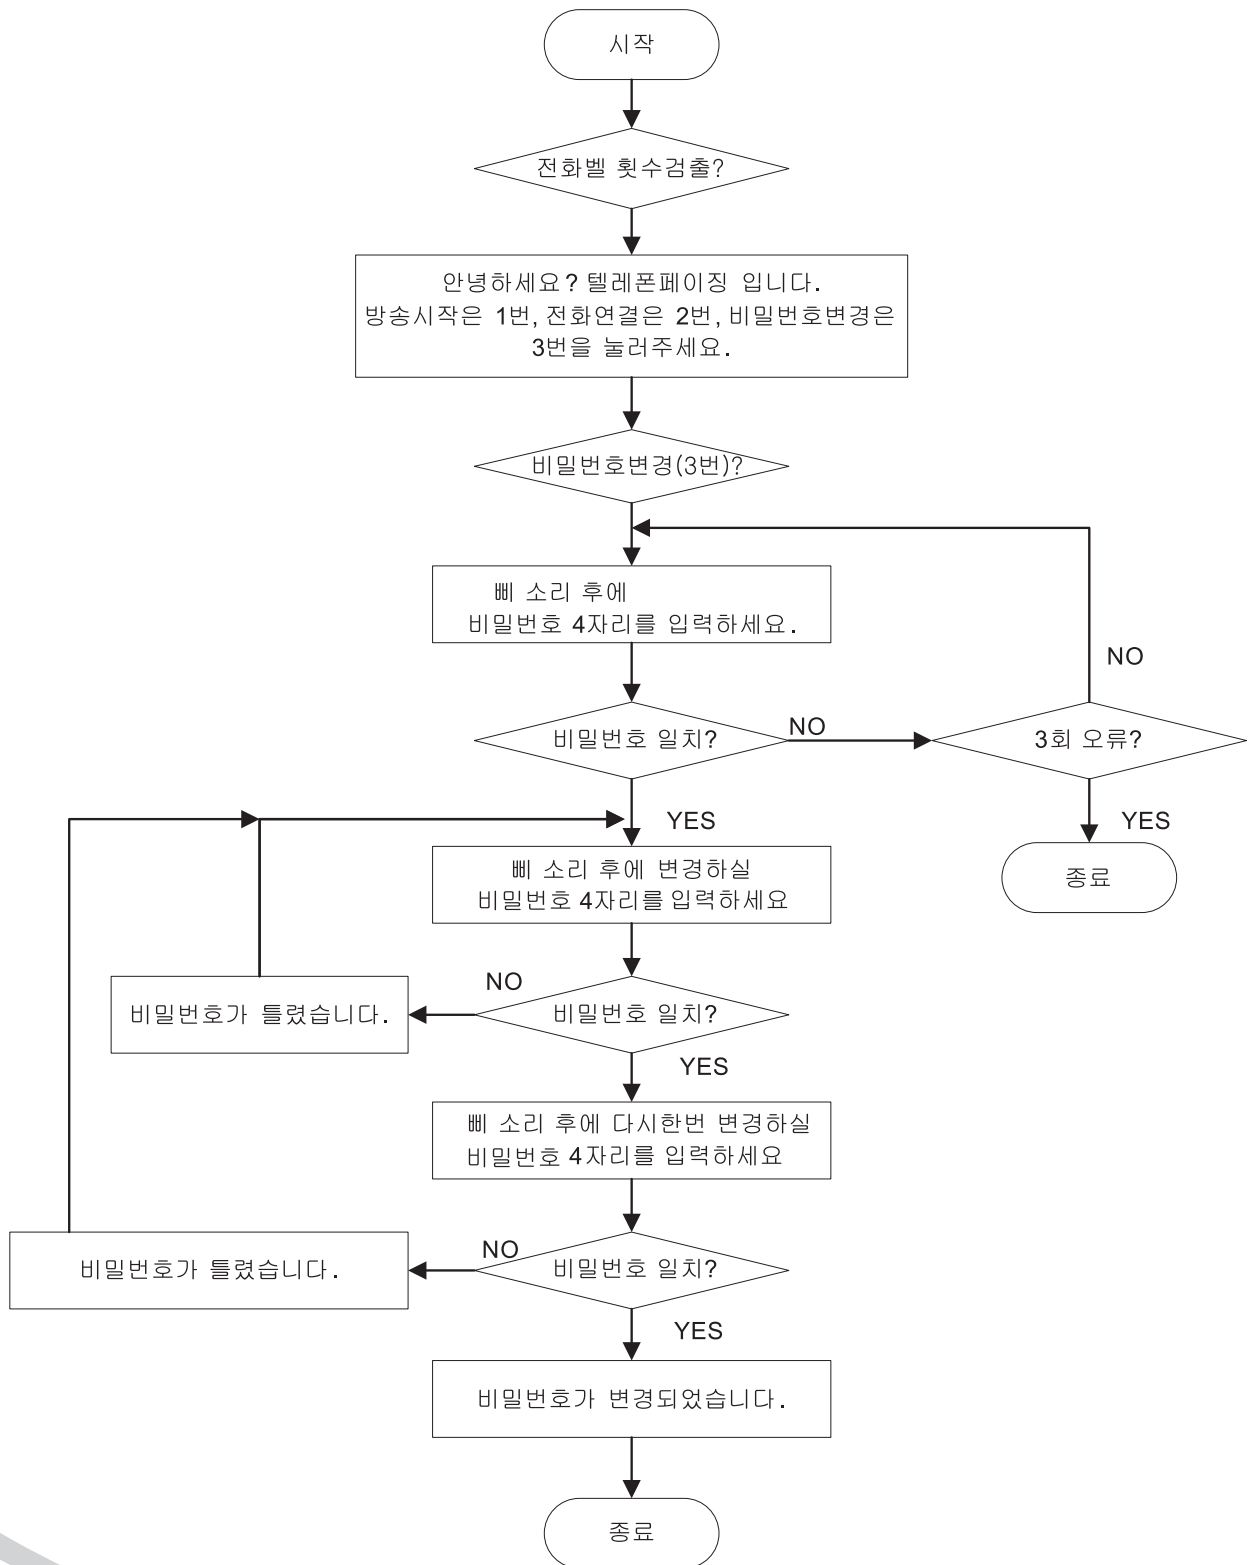 시작
전화벨 횟수검출?
안녕하세요? 텔레폰페이징 입니다.
방송시작은 1번, 전화연결은 2번, 비밀번호변경은
3번을 눌러주세요.
비밀번호변경(3번)?
삐 소리 후에
비밀번호 4자리를 입력하세요.
NO
비밀번호 일치?
NO
3회 오류?
YES
YES
삐 소리 후에 변경하실
비밀번호 4자리를 입력하세요
종료
NO
비밀번호가 틀렸습니다.
비밀번호 일치?
YES
삐 소리 후에 다시한번 변경하실
비밀번호 4자리를 입력하세요
NO
비밀번호가 틀렸습니다.
비밀번호 일치?
YES
비밀번호가 변경되었습니다.
종료